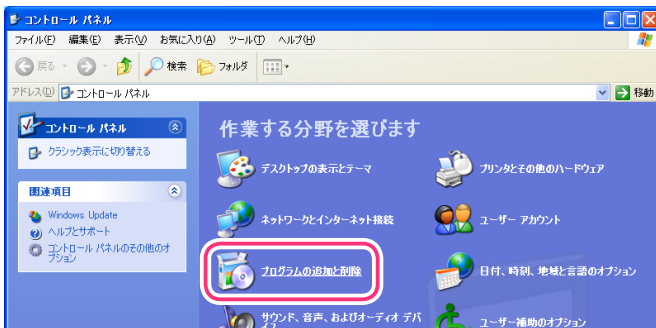 コントロール パネル
ファイル(F) 編集(E) 表示(V) お気に入り(A) ツール(T) ヘルプ(H)
戻る 検索 フォルダ
アドレス(D) コントロール パネル 移動
コントロール パネル
クラシック表示に切り替える
関連項目
Windows Update
ヘルプとサポート
コントロール パネルのその他のオ
プション
作業する分野を選びます
デスクトップの表示とテーマ
プリンタとその他のハードウェア
ネットワークとインターネット接続
ユーザー アカウント
プログラムの追加と削除
日付、時刻、地域と言語のオプション
サウンド、音声、およびオーディオ デバ
イス
ユーザー補助のオプション